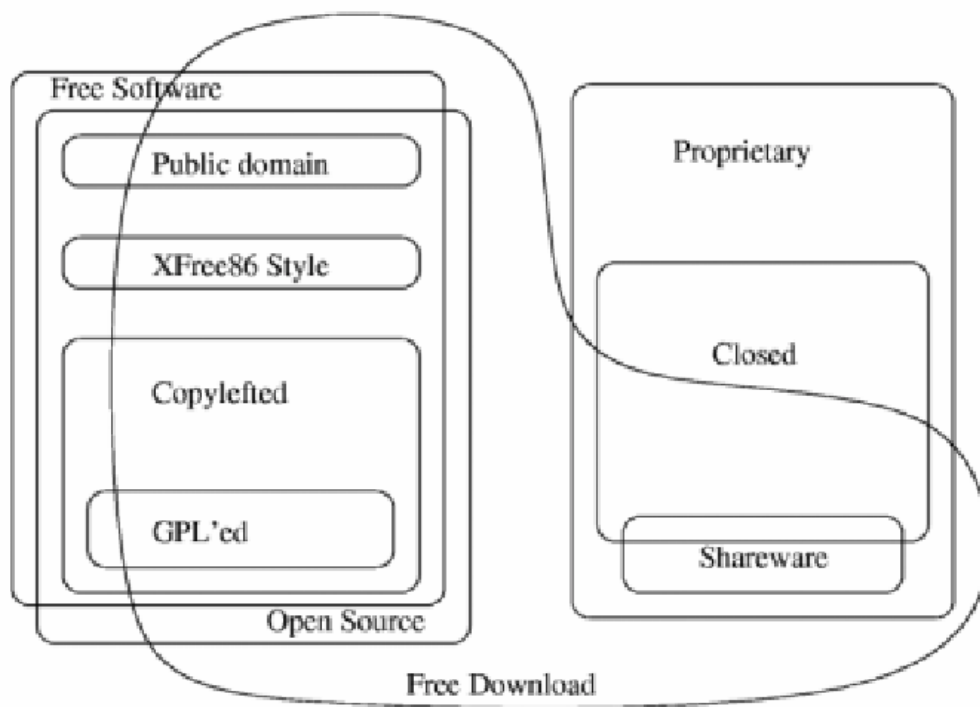 Free Software
Public domain
Proprietary
XFree86 Style
Closed
Copylefted
GPL'ed
Shareware
Open Source
Free Download